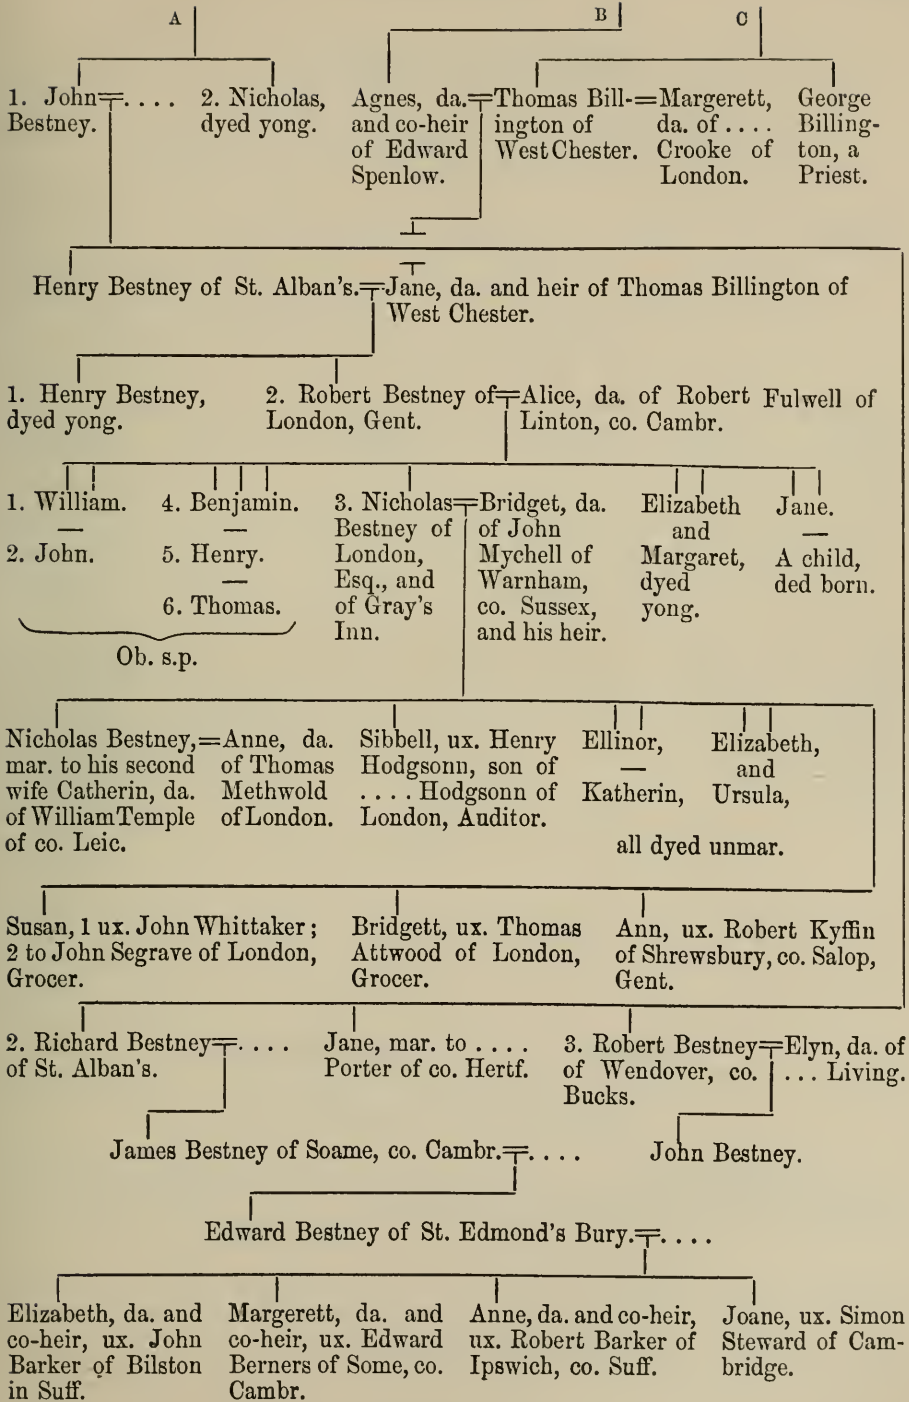 A
B
C
1. John=.... 2. Nicholas, Agnes, da.=Thomas Bill-=Margerett, George
Bestney. dyed yong. and co-heir ington of da. of .... Billing-
of Edward West Chester. Crooke of ton, a
Spenlow. London. Priest.
Henry Bestney of St. Alban's.=Jane, da. and heir of Thomas Billington of
West Chester.
1. Henry Bestney, 2. Robert Bestney of=Alice, da. of Robert Fulwell of
dyed yong. London, Gent. Linton, co. Cambr.
1. William. 4. Benjamin. 3. Nicholas=Bridget, da. Elizabeth Jane.
— — Bestney of of John and —
2. John. 5. Henry. London, Mychell of Margaret, A child,
— Esq., and Warnham, dyed ded born.
6. Thomas. of Gray's co. Sussex, yong.
Inn. and his heir.
Ob. s.p.
Nicholas Bestney,=Anne, da. Sibbell, ux. Henry Ellinor, Elizabeth,
mar. to his second of Thomas Hodgsonn, son of — and
wife Catherin, da. Methwold .... Hodgsonn of Katherin, Ursula,
of William Temple of London. London, Auditor.
of co. Leic. all dyed unmar.
Susan, 1 ux. John Whittaker; Bridgett, ux. Thomas Ann, ux. Robert Kyffin
2 to John Segrave of London, Attwood of London, of Shrewsbury, co. Salop,
Grocer. Grocer. Gent.
2. Richard Bestney=.... Jane, mar. to .... 3. Robert Bestney=Elyn, da. of
of St. Alban's. Porter of co. Hertf. of Wendover, co. ... Living.
Bucks.
James Bestney of Soame, co. Cambr.=.... John Bestney.
Edward Bestney of St. Edmond's Bury.=....
Elizabeth, da. and Margerett, da. and Anne, da. and co-heir, Joane, ux. Simon
co-heir, ux. John co-heir, ux. Edward ux. Robert Barker of Steward of Cam-
Barker of Bilston Berners of Some, co. Ipswich, co. Suff. bridge.
in Suff. Cambr.